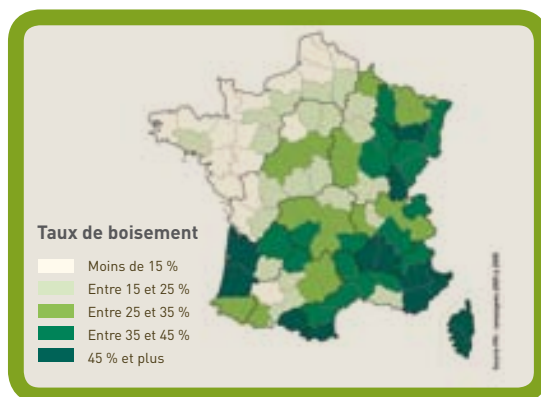 Taux de boisement
Moins de 15 %
Entre 15 et 25 %
Entre 25 et 35 %
Entre 35 et 45 %
45 % et plus